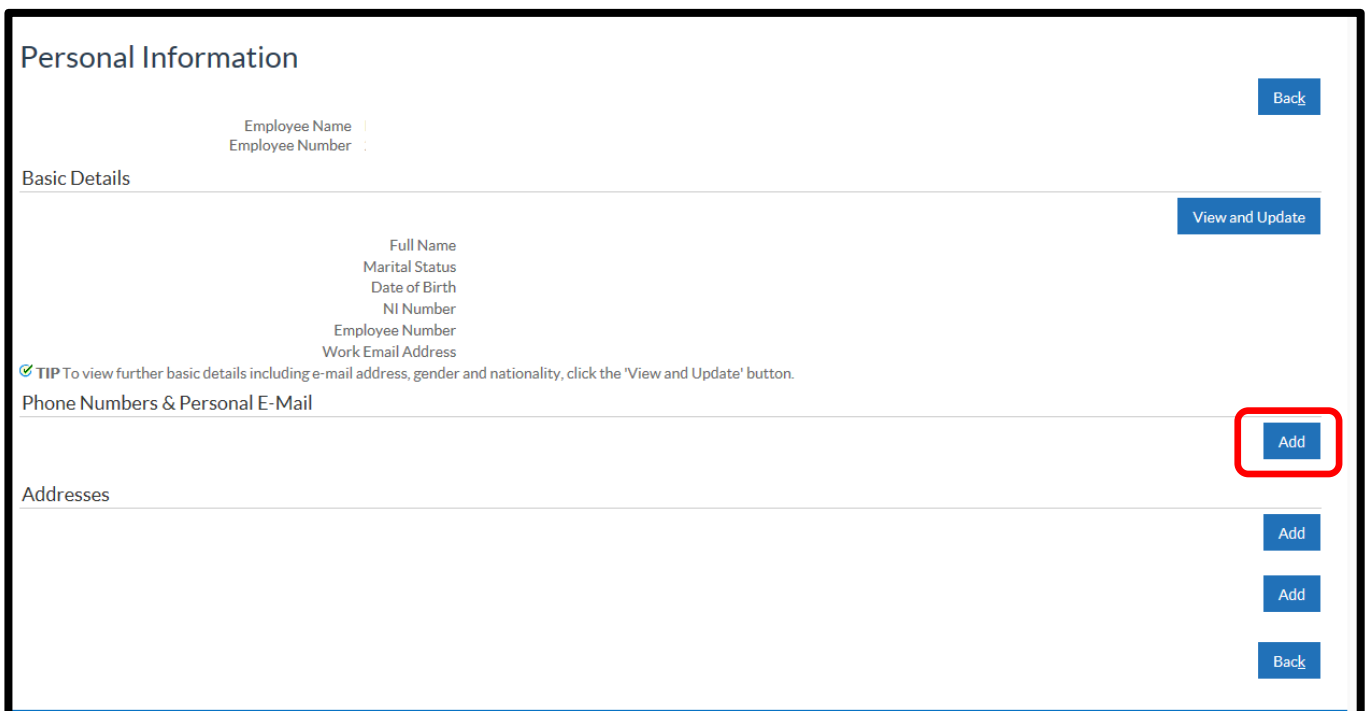 Personal Information
Back
Employee Name
Employee Number
Basic Details
View and Update
Full Name
Marital Status
Date of Birth
NI Number
Employee Number
Work Email Address
TIP To view further basic details including e-mail address, gender and nationality, click the 'View and Update' button.
Phone Numbers & Personal E-Mail
Add
Addresses
Add
Add
Back